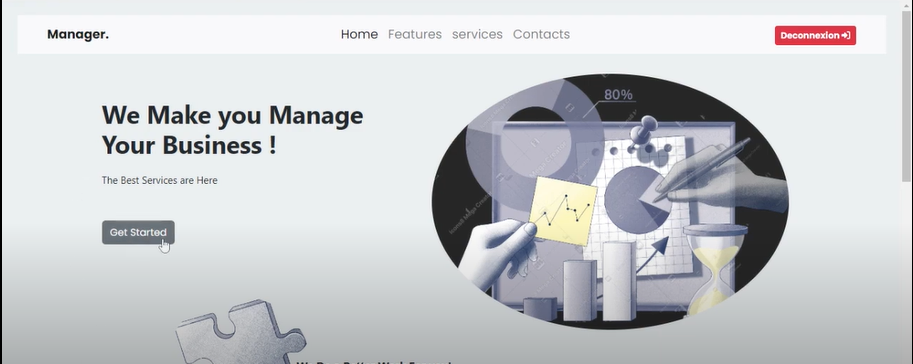 Manager.
Home Features services Contacts
Deconnexion
We Make you Manage
Your Business !
The Best Services are Here
Get Started
80%